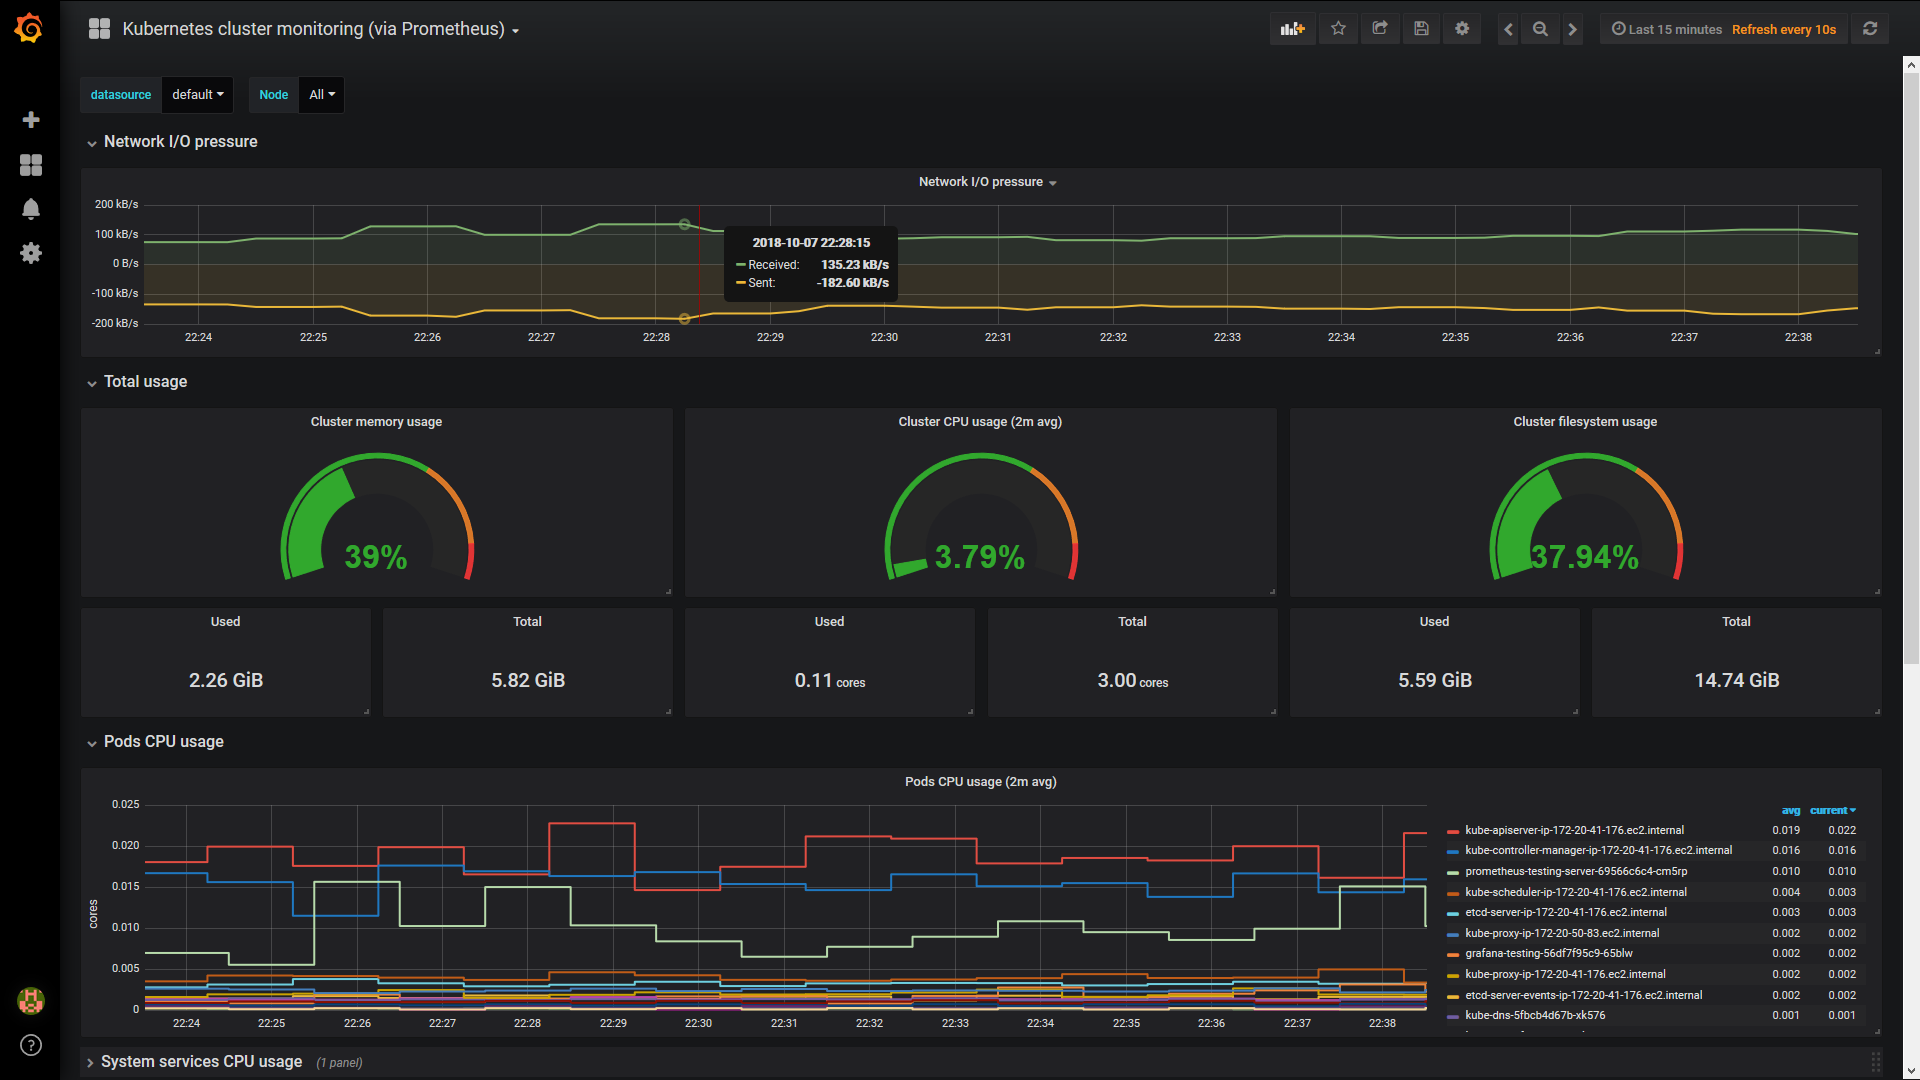 Kubernetes cluster monitoring (via Prometheus)
Last 15 minutes Refresh every 10s
datasource default Node All
Network I/O pressure
Network I/O pressure
200 kB/s
100 kB/s
0 B/s
-100 kB/s
-200 kB/s
2018-10-07 22:28:15
Received: 135.23 kB/s
Sent: -182.60 kB/s
22:24 22:25 22:26 22:27 22:28 22:29 22:30 22:31 22:32 22:33 22:34 22:35 22:36 22:37 22:38
Total usage
Cluster memory usage
39%
Cluster CPU usage (2m avg)
3.79%
Cluster filesystem usage
37.94%
Used
2.26 GiB
Total
5.82 GiB
Used
0.11 cores
Total
3.00 cores
Used
5.59 GiB
Total
14.74 GiB
Pods CPU usage
Pods CPU usage (2m avg)
cores
0.025
0.020
0.015
0.010
0.005
0
22:24 22:25 22:26 22:27 22:28 22:29 22:30 22:31 22:32 22:33 22:34 22:35 22:36 22:37 22:38
avg current
kube-apiserver-ip-172-20-41-176.ec2.internal 0.019 0.022
kube-controller-manager-ip-172-20-41-176.ec2.internal 0.016 0.016
prometheus-testing-server-69566c6c4-cm5rp 0.010 0.010
kube-scheduler-ip-172-20-41-176.ec2.internal 0.004 0.003
etcd-server-ip-172-20-41-176.ec2.internal 0.003 0.003
kube-proxy-ip-172-20-50-83.ec2.internal 0.002 0.002
grafana-testing-56df7f95c9-65blw 0.002 0.002
kube-proxy-ip-172-20-41-176.ec2.internal 0.002 0.002
etcd-server-events-ip-172-20-41-176.ec2.internal 0.002 0.002
kube-dns-5fbcb4d67b-xk576 0.001 0.001
System services CPU usage (1 panel)